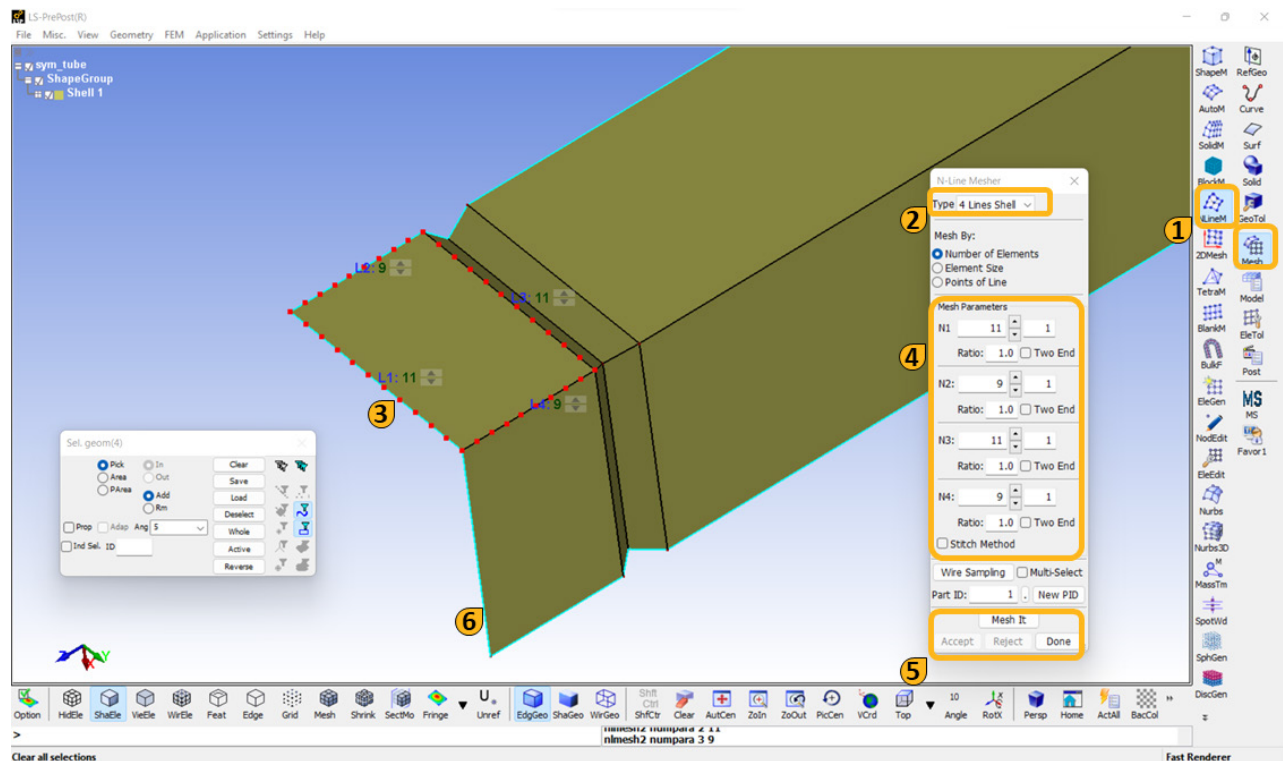 LS-PrePost(R)
File Misc. View Geometry FEM Application Settings Help
sym_tube
ShapeGroup
Shell 1
L2: 9
L3: 11
L1: 11
L4: 9
3
6
Sel. geom(4)
Pick In Clear
Area Out Save
PArea Add Load
Rm Deselect
Prop Adap Ang 5 Whole
Ind Sel. ID Active
Reverse
N-Line Mesher
2
Type 4 Lines Shell
Mesh By:
Number of Elements
Element Size
Points of Line
4
Mesh Parameters
N1 11 1
Ratio: 1.0 Two End
N2: 9 1
Ratio: 1.0 Two End
N3: 11 1
Ratio: 1.0 Two End
N4: 9 1
Ratio: 1.0 Two End
Stitch Method
Wire Sampling Multi-Select
Part ID: 1 . New PID
5
Mesh It
Accept Reject Done
1
ShapeM RefGeo
AutoM Curve
SolidM Surf
BlockM Solid
NLineM GeoTol
2DMesh Mesh
TetraM Model
BlankM EleTol
BulkF Post
EleGen MS
MS
NodEdit Favor1
EleEdit
Nurbs
Nurbs3D
MassTm
SpotWd
SphGen
DiscGen
Z X Y
Option HidEle ShaEle VieEle WirEle Feat Edge Grid Mesh Shrink SectMo Fringe Unref EdgGeo ShaGeo WirGeo ShfCtr Clear AutCen ZoIn ZoOut PicCen VCrd Top Angle RotX Persp Home ActAll BacCol
U. Shft Ctrl 10
>
nlmesh2 numpara 2 11
nlmesh2 numpara 3 9
Clear all selections Fast Renderer